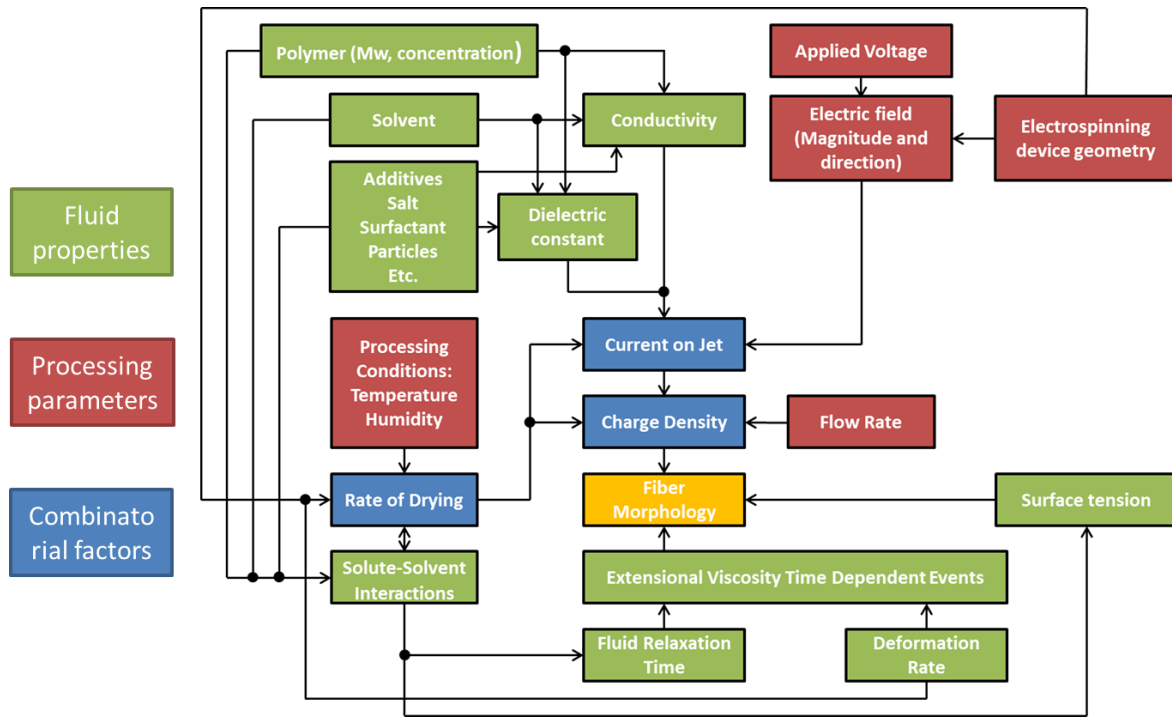 Polymer (Mw, concentration)
Applied Voltage
Solvent
Conductivity
Electric field
(Magnitude and
direction)
Electrospinning
device geometry
Additives
Salt
Surfactant
Particles
Etc.
Dielectric
constant
Fluid
properties
Processing
parameters
Combinato
rial factors
Processing
Conditions:
Temperature
Humidity
Current on Jet
Charge Density
Flow Rate
Rate of Drying
Fiber
Morphology
Surface tension
Solute-Solvent
Interactions
Extensional Viscosity Time Dependent Events
Fluid Relaxation
Time
Deformation
Rate